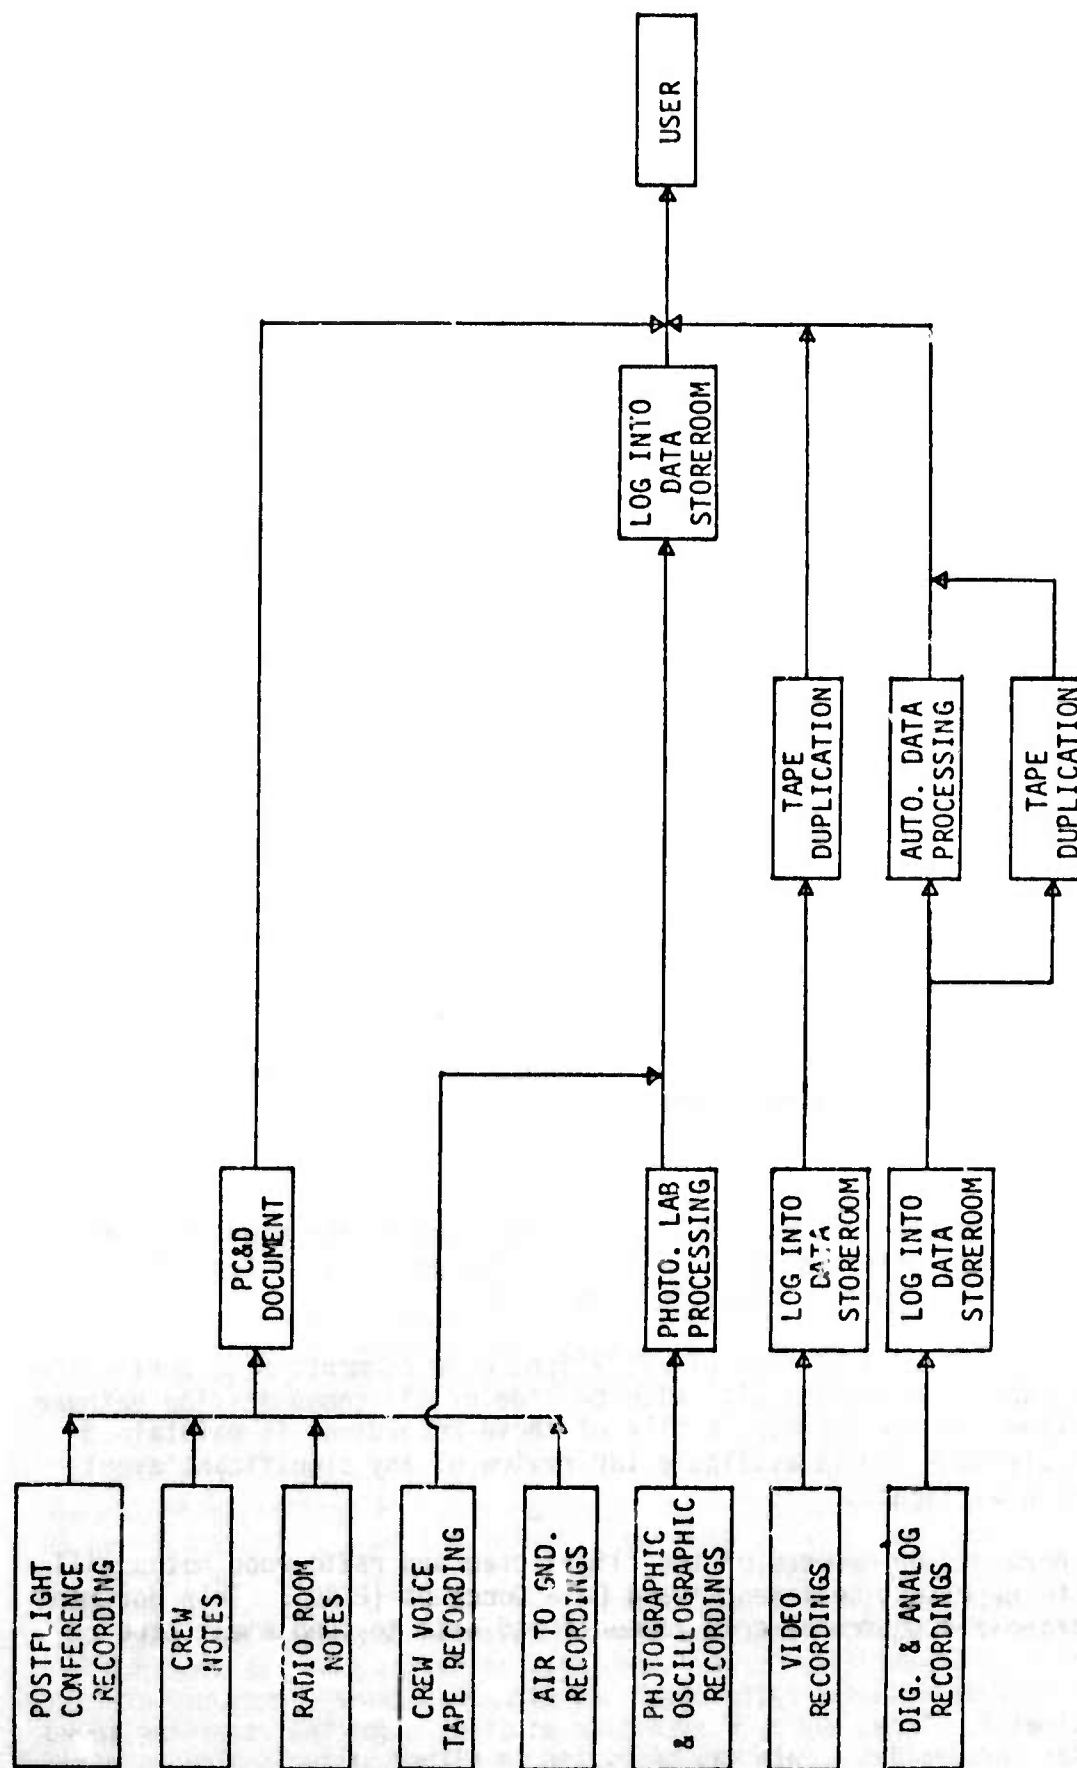 POSTFLIGHT
CONFERENCE
RECORDING
CREW
NOTES
RADIO ROOM
NOTES
CREW VOICE
TAPE RECORDING
AIR TO GND.
RECORDINGS
PHOTOGRAPHIC
& OSCILLOGRAPHIC
RECORDINGS
VIDEO
RECORDINGS
DIG. & ANALOG
RECORDINGS
PC&D
DOCUMENT
PHOTO. LAB
PROCESSING
LOG INTO
DATA
STOREROOM
LOG INTO
DATA
STOREROOM
TAPE
DUPLICATION
AUTO. DATA
PROCESSING
TAPE
DUPLICATION
LOG INTO
DATA
STOREROOM
USER